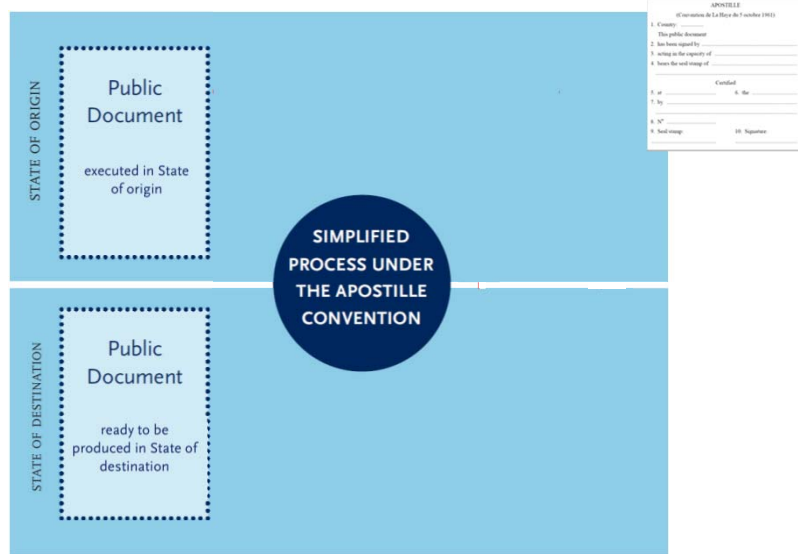 APOSTILLE
(Convention de La Haye du 5 octobre 1961)
1. Country:
This public document
2. has been signed by
3. acting in the capacity of
4. bears the seal/stamp of
Certified
5. at 6. the
7. by
8. N°
9. Seal/stamp: 10. Signature:
STATE OF ORIGIN
Public
Document
executed in State
of origin
SIMPLIFIED
PROCESS UNDER
THE APOSTILLE
CONVENTION
STATE OF DESTINATION
Public
Document
ready to be
produced in State of
destination